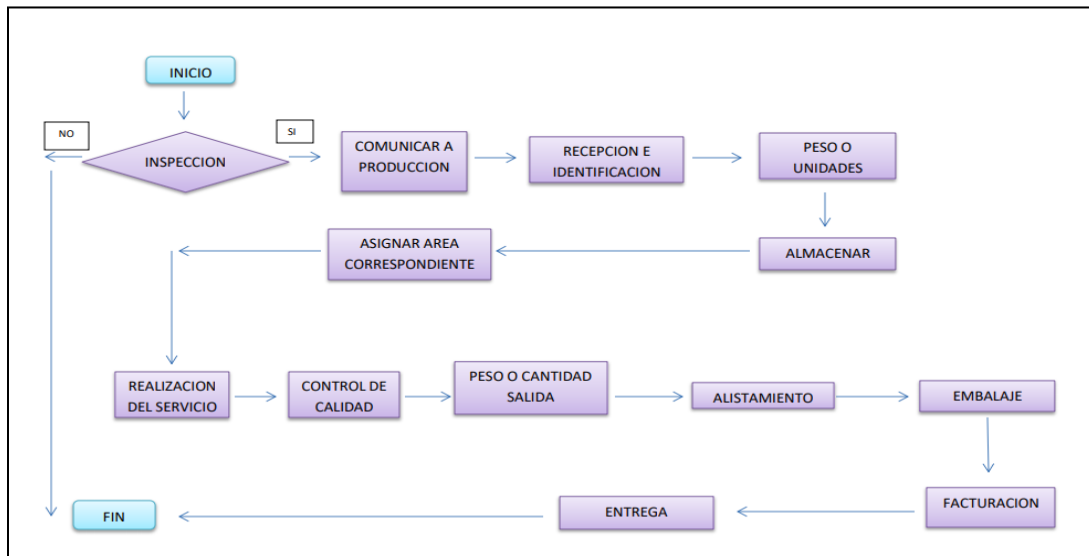 INICIO
NO
SI
INSPECCION
COMUNICAR A
PRODUCCION
RECEPCION E
IDENTIFICACION
PESO O
UNIDADES
ASIGNAR AREA
CORRESPONDIENTE
ALMACENAR
REALIZACION
DEL SERVICIO
CONTROL DE
CALIDAD
PESO O CANTIDAD
SALIDA
ALISTAMIENTO
EMBALAJE
FACTURACION
ENTREGA
FIN